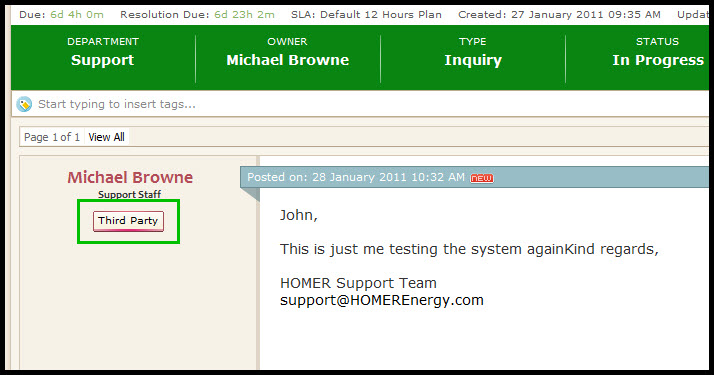 Due: 6d 4h 0m Resolution Due: 6d 23h 2m SLA: Default 12 Hours Plan Created: 27 January 2011 09:35 AM Updat
DEPARTMENT OWNER TYPE STATUS
Support Michael Browne Inquiry In Progress
Start typing to insert tags...
Page 1 of 1 View All
Michael Browne
Support Staff
Third Party
Posted on: 28 January 2011 10:32 AM NEW
John,
This is just me testing the system againKind regards,
HOMER Support Team
support@HOMEREnergy.com